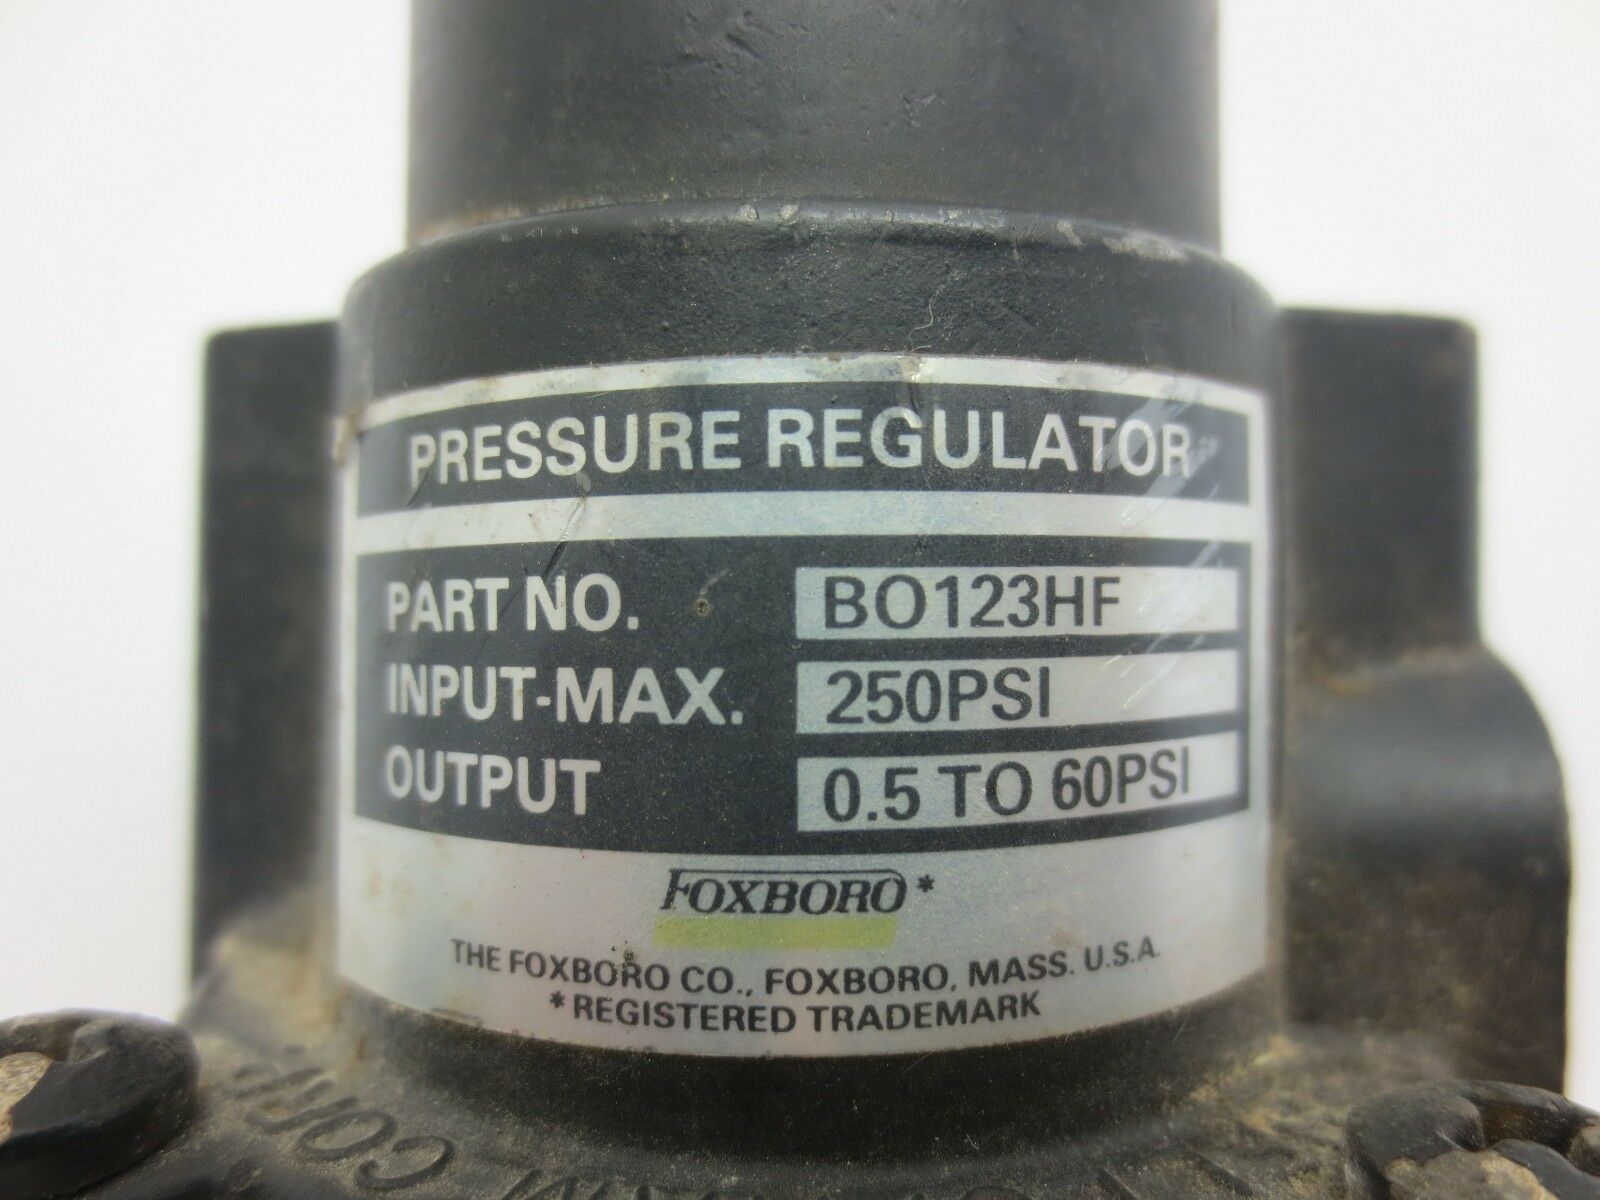 PRESSURE REGULATOR
PART NO. BO123HF
INPUT-MAX. 250PSI
OUTPUT 0.5 TO 60PSI
FOXBORO*
THE FOXBORO CO., FOXBORO, MASS. U.S.A.
*REGISTERED TRADEMARK
CORP